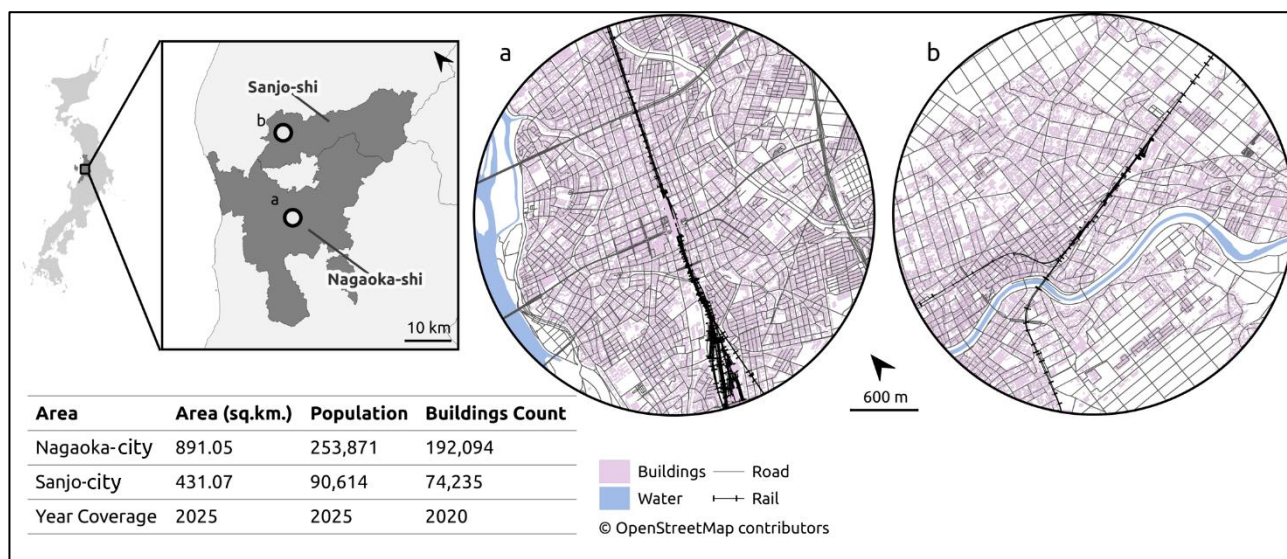 Sanjo-shi
b
a
Nagaoka-shi
10 km
a
b
600 m
Area Area (sq.km.) Population Buildings Count
Nagaoka-city 891.05 253,871 192,094
Sanjo-city 431.07 90,614 74,235
Year Coverage 2025 2025 2020
Buildings Road
Water Rail
© OpenStreetMap contributors